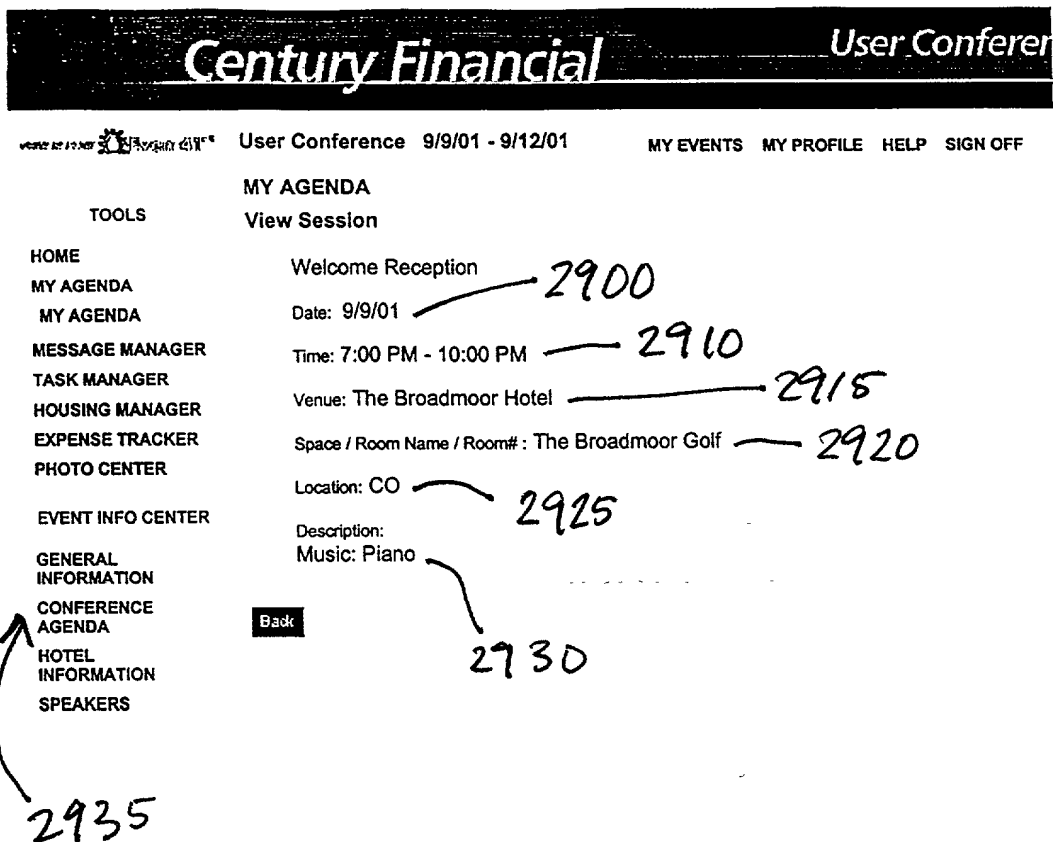 Century Financial
User Conferen
User Conference 9/9/01 - 9/12/01
MY EVENTS MY PROFILE HELP SIGN OFF
MY AGENDA
TOOLS
View Session
HOME
MY AGENDA
MY AGENDA
MESSAGE MANAGER
TASK MANAGER
HOUSING MANAGER
EXPENSE TRACKER
PHOTO CENTER
EVENT INFO CENTER
GENERAL
INFORMATION
CONFERENCE
AGENDA
HOTEL
INFORMATION
SPEAKERS
2935
Welcome Reception
2900
Date: 9/9/01
Time: 7:00 PM - 10:00 PM
2910
Venue: The Broadmoor Hotel
2915
Space / Room Name / Room# : The Broadmoor Golf
2920
Location: CO
2925
Description:
Music: Piano
2930
Back